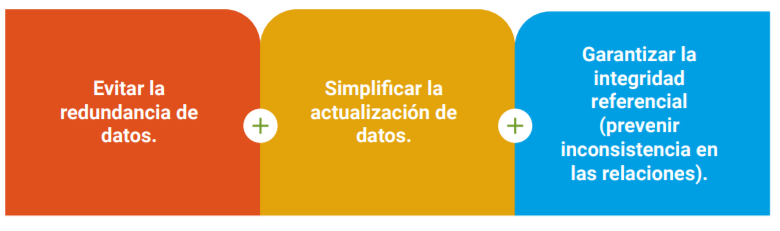 Evitar la
redundancia de
datos.
Simplificar la
actualización de
datos.
Garantizar la
integridad
referencial
(prevenir
inconsistencia en
las relaciones).